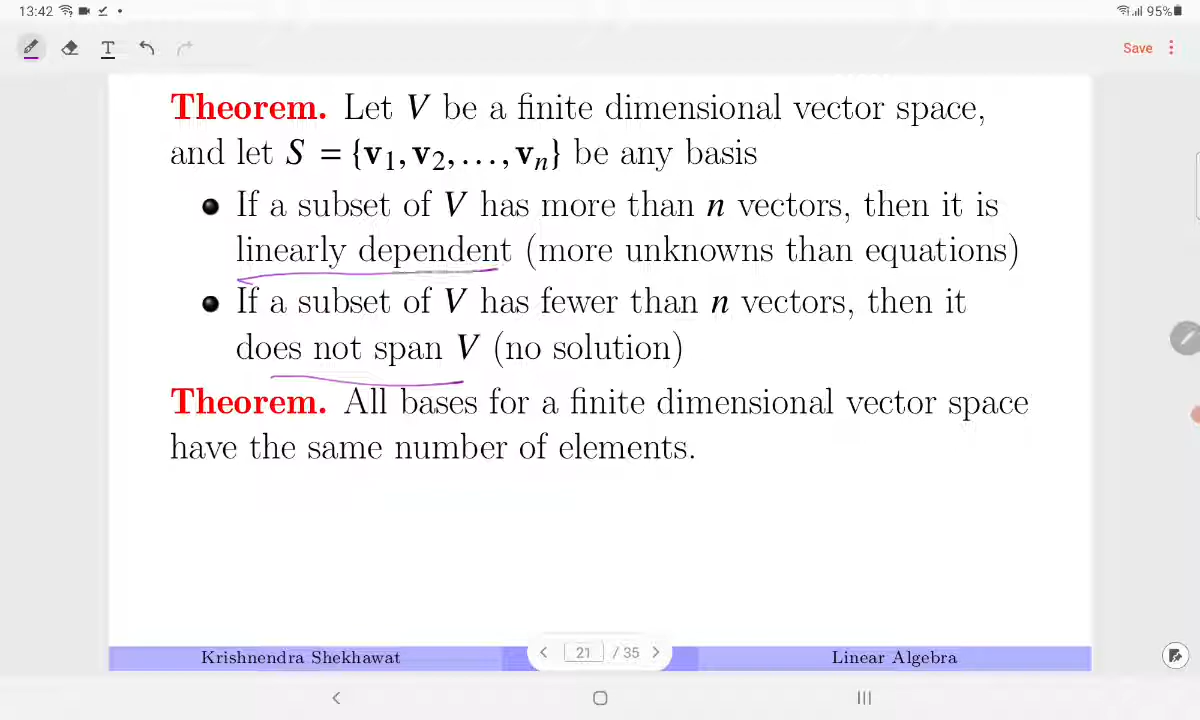 13:42
95%
T
Save
Theorem. Let V be a finite dimensional vector space,
and let S = {v₁, v₂, . . . , vₙ} be any basis
● If a subset of V has more than n vectors, then it is
linearly dependent (more unknowns than equations)
● If a subset of V has fewer than n vectors, then it
does not span V (no solution)
Theorem. All bases for a finite dimensional vector space
have the same number of elements.
Krishnendra Shekhawat
21 / 35
Linear Algebra